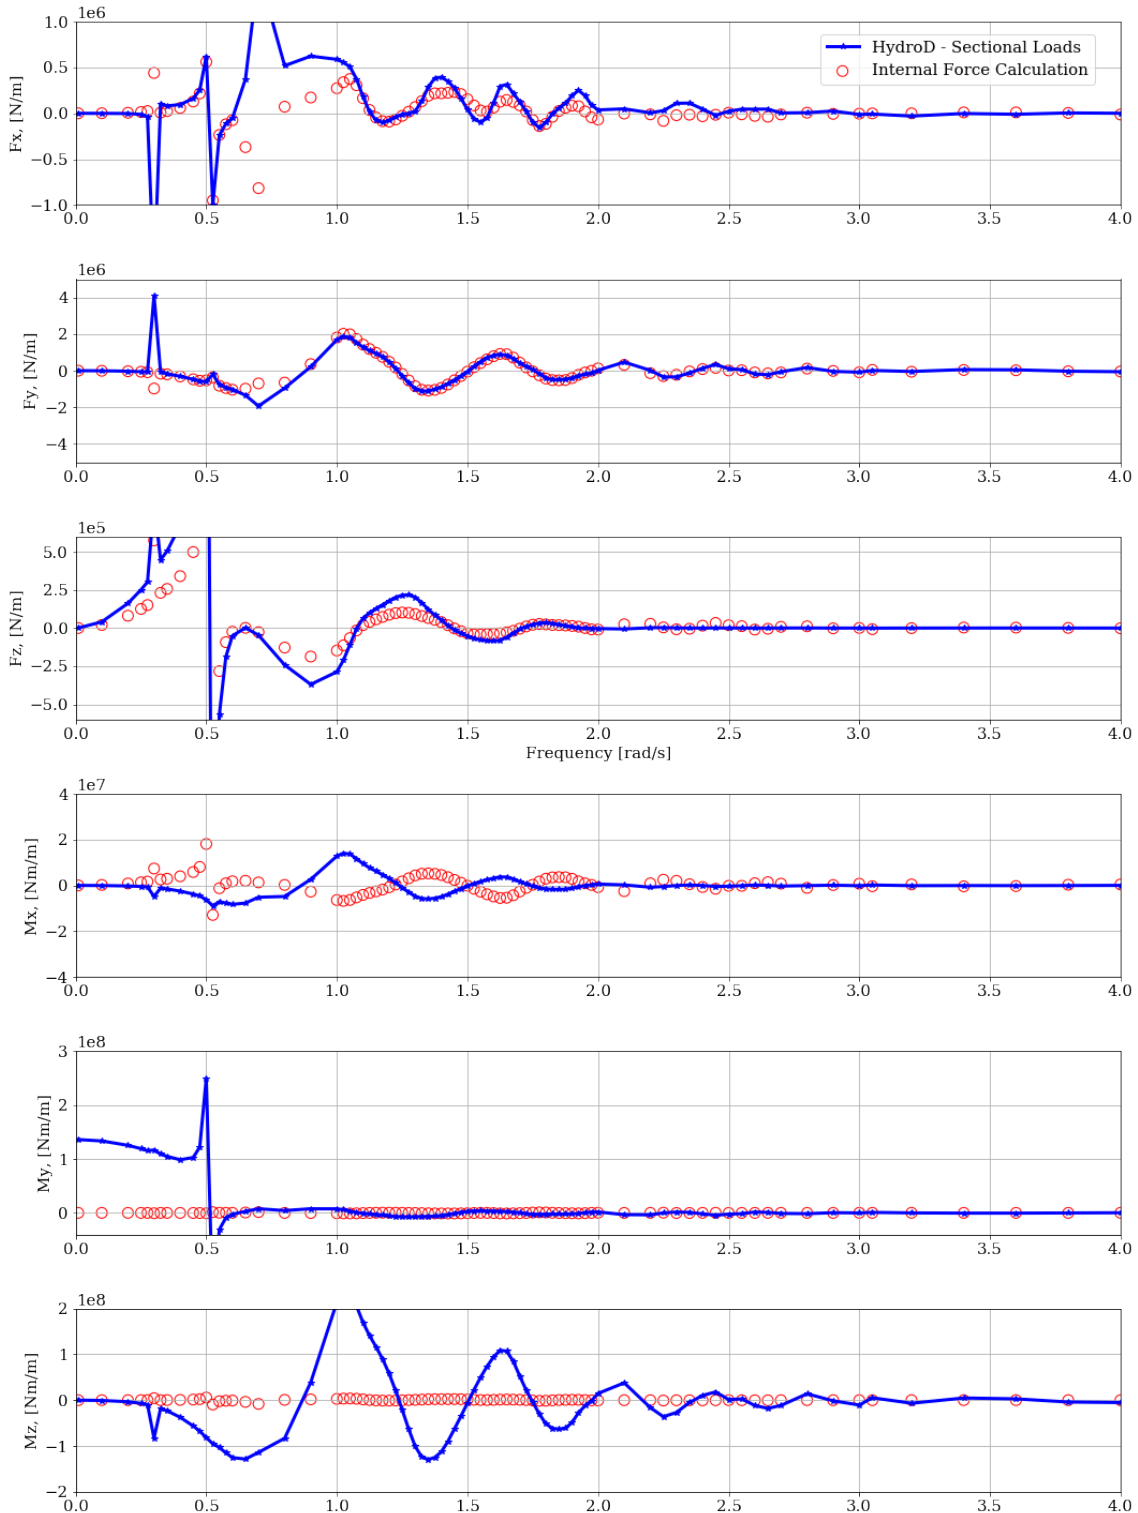 1e6
1.0
0.5
0.0
−0.5
−1.0
Fx, [N/m]
HydroD - Sectional Loads
Internal Force Calculation
0.0 0.5 1.0 1.5 2.0 2.5 3.0 3.5 4.0
1e6
4
2
0
−2
−4
Fy, [N/m]
0.0 0.5 1.0 1.5 2.0 2.5 3.0 3.5 4.0
1e5
5.0
2.5
0.0
−2.5
−5.0
Fz, [N/m]
0.0 0.5 1.0 1.5 2.0 2.5 3.0 3.5 4.0
Frequency [rad/s]
1e7
4
2
0
−2
−4
Mx, [Nm/m]
0.0 0.5 1.0 1.5 2.0 2.5 3.0 3.5 4.0
1e8
3
2
1
0
My, [Nm/m]
0.0 0.5 1.0 1.5 2.0 2.5 3.0 3.5 4.0
1e8
2
1
0
−1
−2
Mz, [Nm/m]
0.0 0.5 1.0 1.5 2.0 2.5 3.0 3.5 4.0